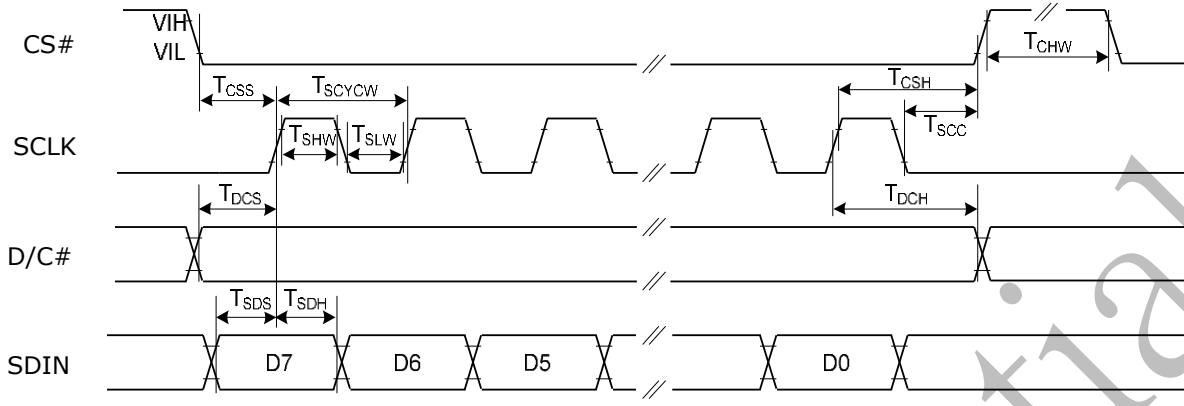 CS#
VIH
VIL
TCHW
TCSS
TSCYCW
TCSH
SCLK
TSHW
TSLW
TSCC
TDCS
TDCH
D/C#
TSDS
TSDH
SDIN
D7
D6
D5
D0
tial